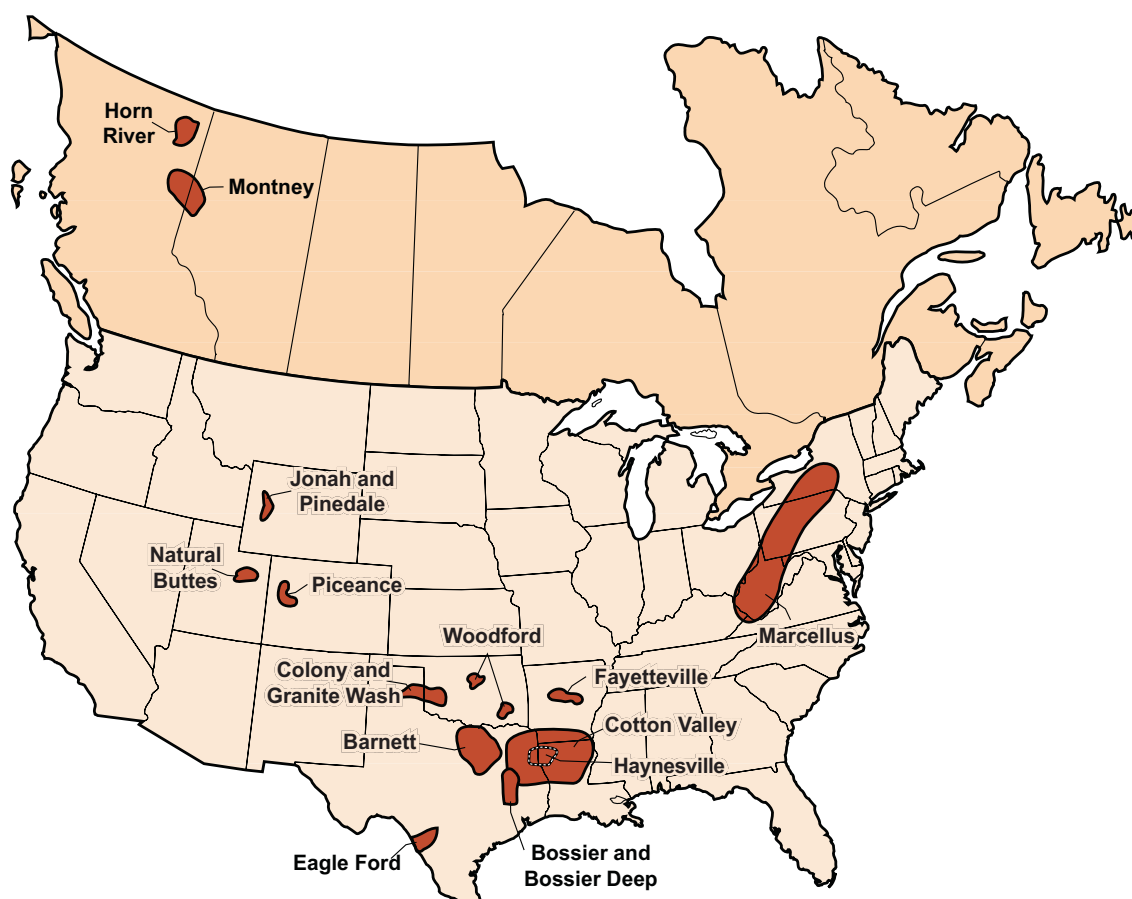 Horn
River
Montney
Jonah and
Pinedale
Natural
Buttes
Piceance
Woodford
Marcellus
Colony and
Granite Wash
Fayetteville
Cotton Valley
Barnett
Haynesville
Eagle Ford
Bossier and
Bossier Deep